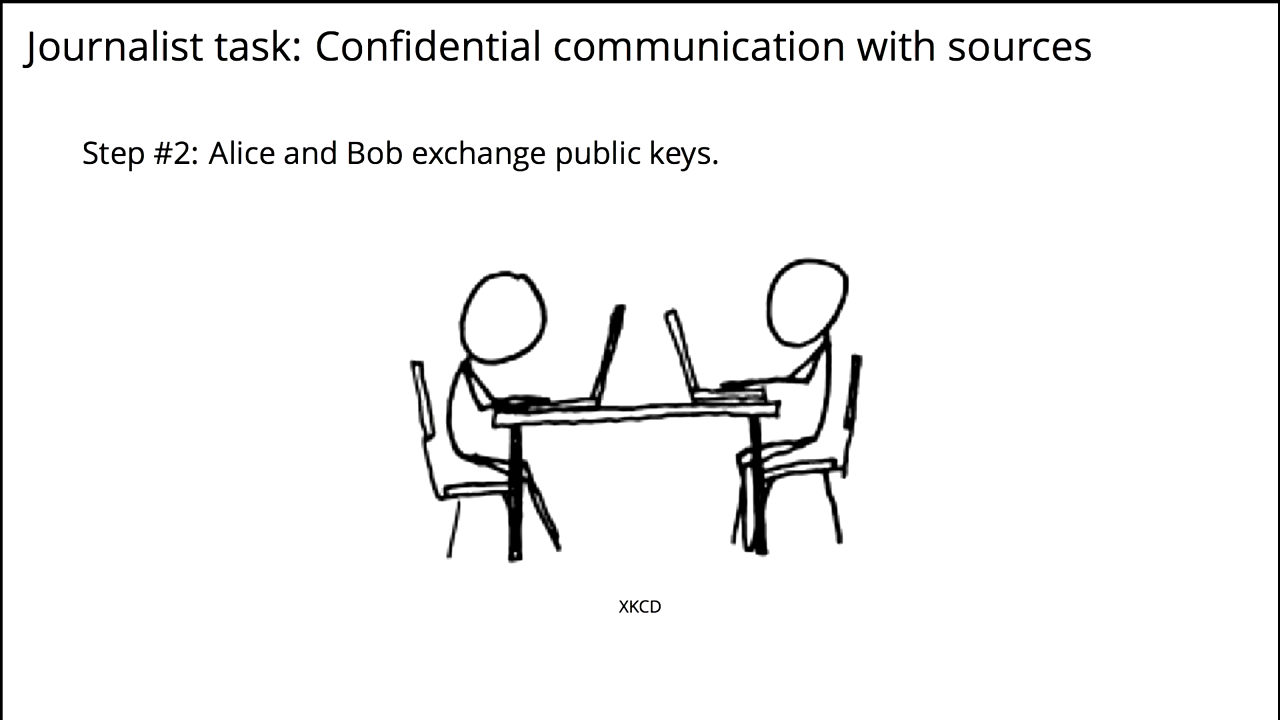 Journalist task: Confidential communication with sources
Step #2: Alice and Bob exchange public keys.
XKCD